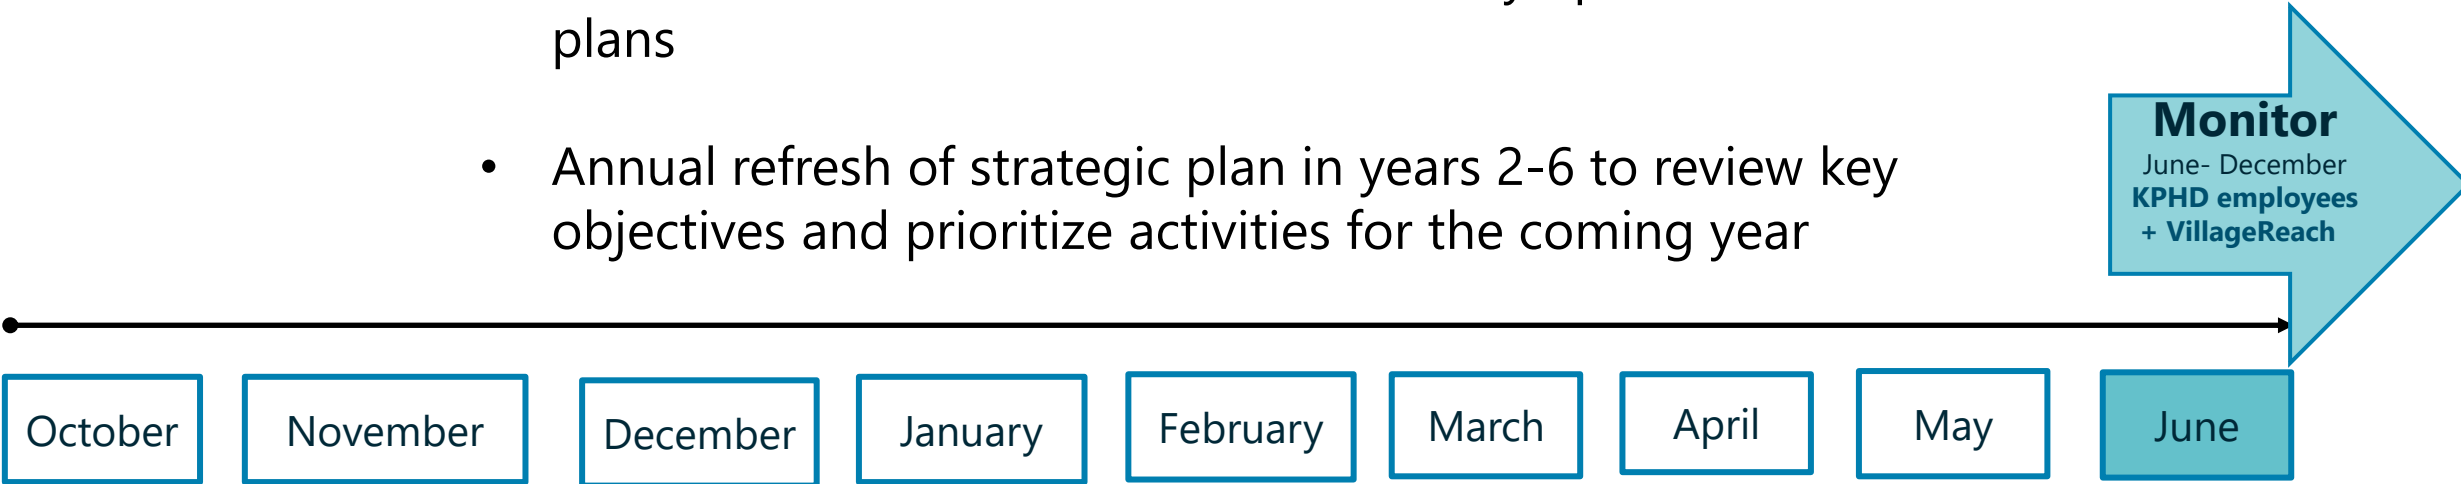 plans
• Annual refresh of strategic plan in years 2-6 to review key
objectives and prioritize activities for the coming year
Monitor
June- December
KPHD employees
+ VillageReach
October
November
December
January
February
March
April
May
June